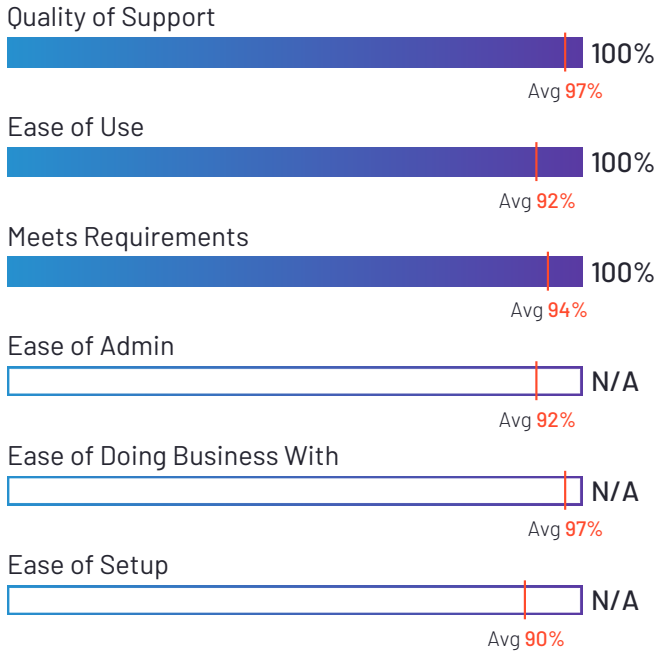 Quality of Support
100%
Avg 97%
Ease of Use
100%
Avg 92%
Meets Requirements
100%
Avg 94%
Ease of Admin
N/A
Avg 92%
Ease of Doing Business With
N/A
Avg 97%
Ease of Setup
N/A
Avg 90%